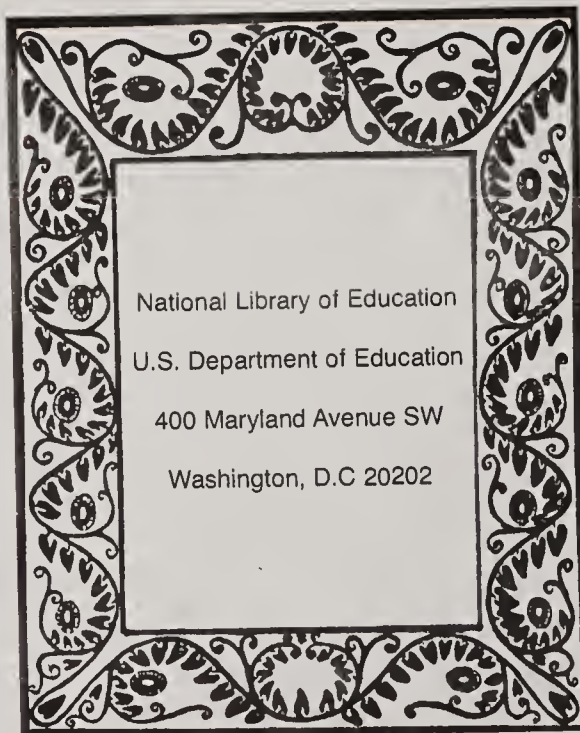 National Library of Education
U.S. Department of Education
400 Maryland Avenue SW
Washington, D.C 20202